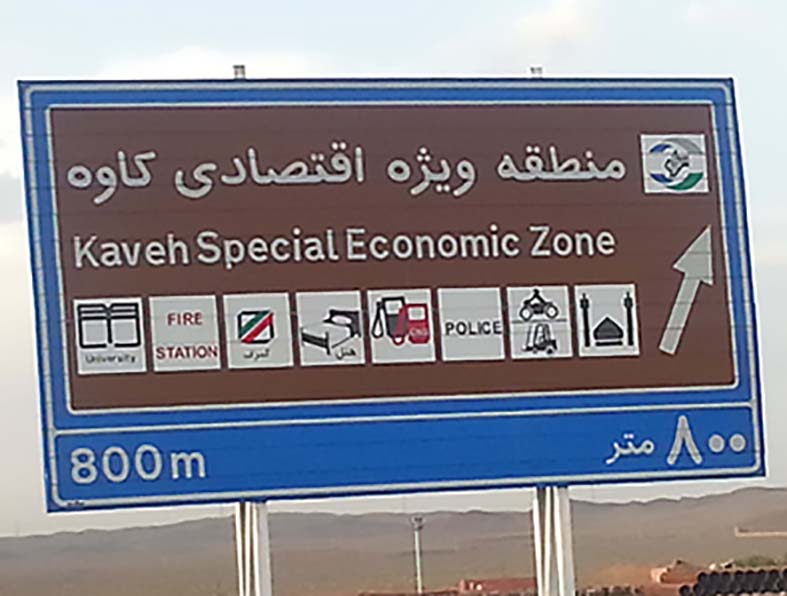 منطقه ویژه اقتصادی کاوه
Kaveh Special Economic Zone
University
FIRE
STATION
گمرک
هتل
CNG
POLICE
800m
۸۰۰ متر